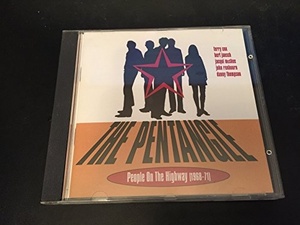 terry cox
bert jansch
jacqui mcshee
john renbourn
danny thompson
THE PENTANGLE
People On The Highway (1968-71)